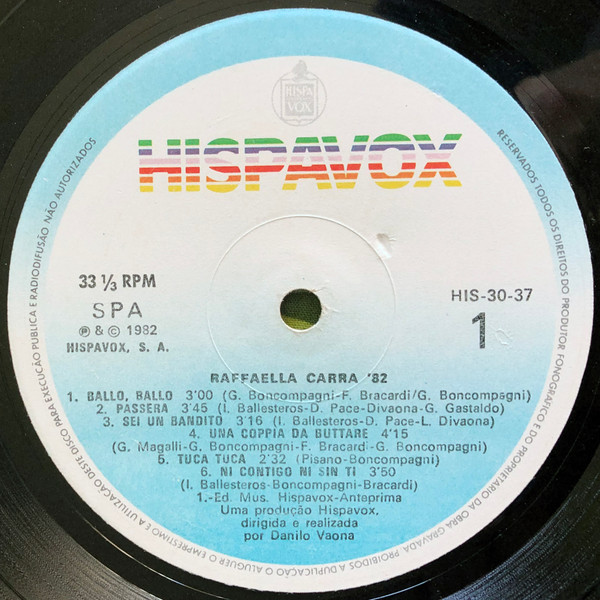 HISPA
VOX
HISPAVOX
33 ⅓ RPM
SPA
℗ & © 1982
HISPAVOX, S. A.
HIS-30-37
1
RAFFAELLA CARRA '82
1. BALLO, BALLO 3'00 (G. Boncompagni-F. Bracardi/G. Boncompagni)
2. PASSERA 3'45 (I. Ballesteros-D. Pace-Divaona-G. Gastaldo)
3. SEI UN BANDITO 3'16 (I. Ballesteros-D. Pace-L. Divaona)
4. UNA COPPIA DA BUTTARE 4'15
(G. Magalli-G. Boncompagni-F. Bracardi-G. Boncompagni)
5. TUCA TUCA 2'32 (Pisano-Boncompagni)
6. NI CONTIGO NI SIN TI 3'50
(I. Ballesteros-Boncompagni-Bracardi)
1.-Ed. Mus. Hispavox-Anteprima
Uma produção Hispavox,
dirigida e realizada
por Danilo Vaona
RESERVADOS TODOS OS DIREITOS DO PRODUTOR FONOGRÁFICO E DO PROPRIETARIO DA OBRA GRAVADA. PROIBIDOS A DUPLICAÇÃO O ALUGUER O EMPRESTIMO E A UTILIZAÇÃO DESTE DISCO PARA EXECUÇÃO PUBLICA E RADIODIFUSÃO NÃO AUTORIZADOS